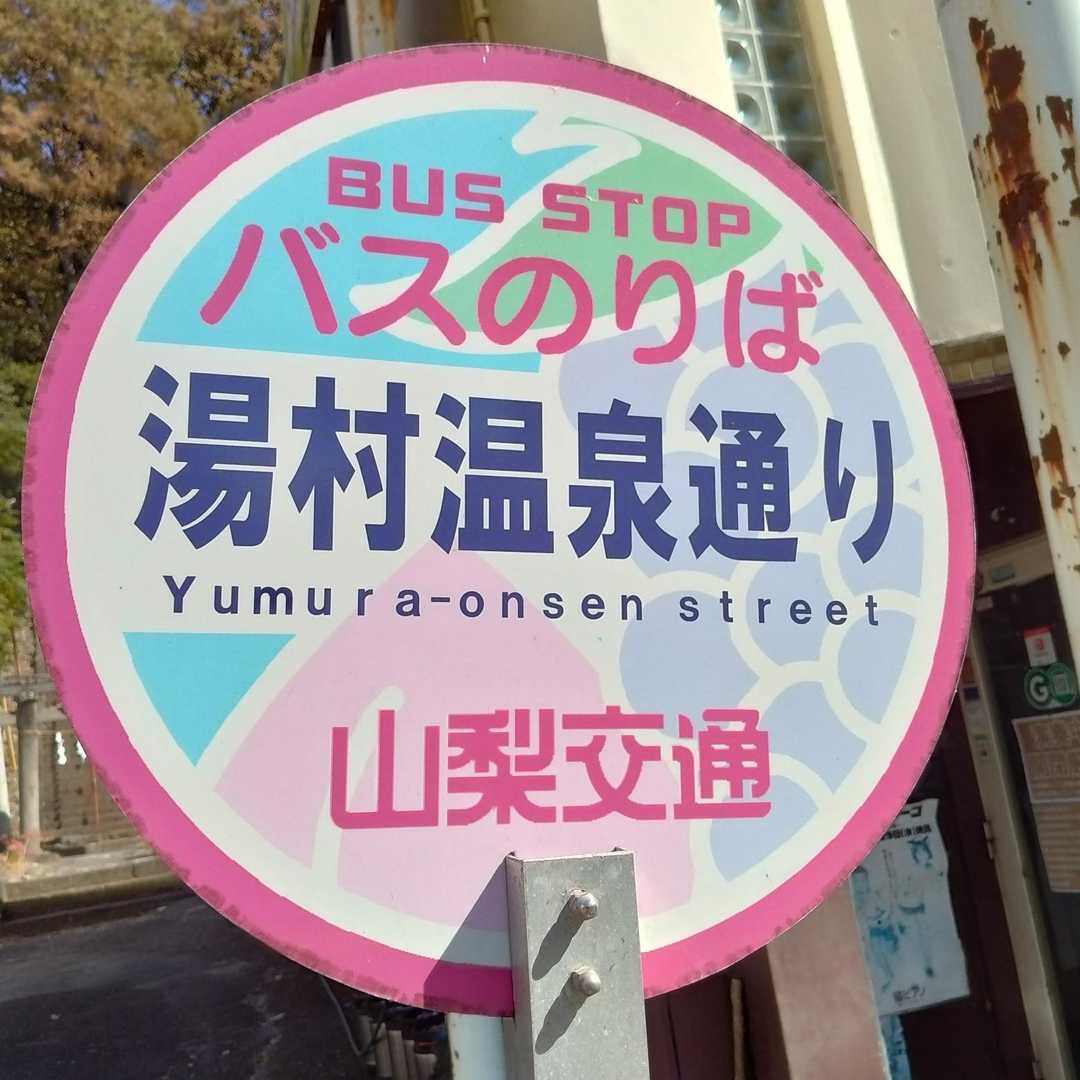 BUS STOP
バスのりば
湯村温泉通り
Yumura-onsen street
山梨交通
G